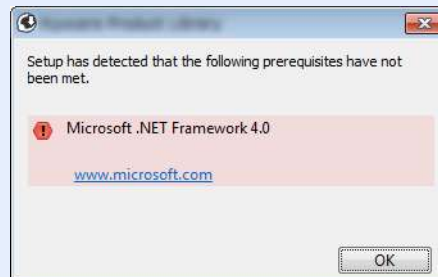 Setup has detected that the following prerequisites have not
been met.
Microsoft .NET Framework 4.0
www.microsoft.com
OK